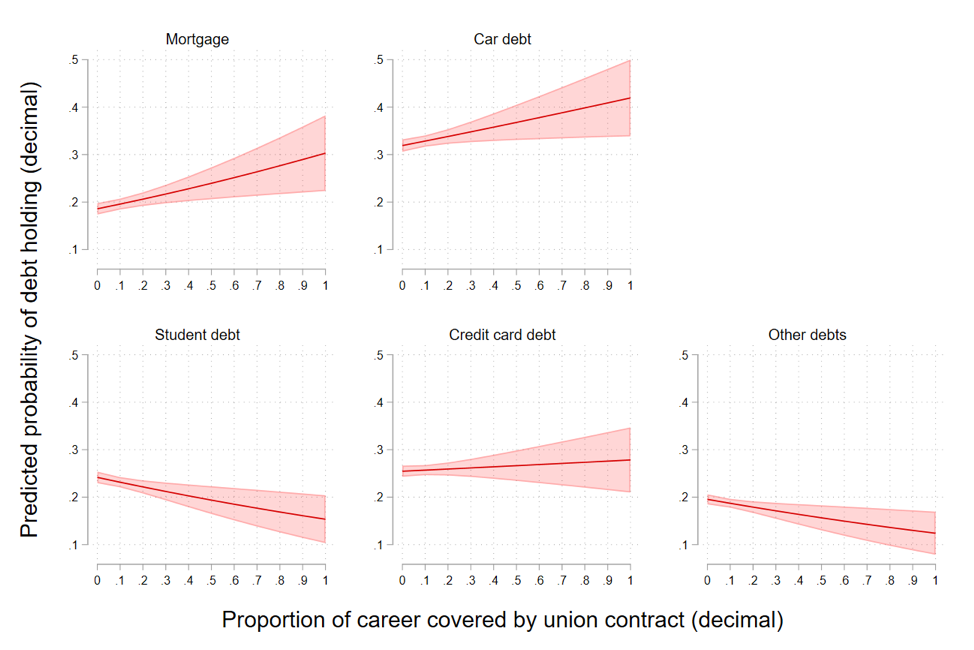 Mortgage
Car debt
.5
.4
.3
.2
.1
0 .1 .2 .3 .4 .5 .6 .7 .8 .9 1
.5
.4
.3
.2
.1
0 .1 .2 .3 .4 .5 .6 .7 .8 .9 1
Student debt
Credit card debt
Other debts
.5
.4
.3
.2
.1
0 .1 .2 .3 .4 .5 .6 .7 .8 .9 1
.5
.4
.3
.2
.1
0 .1 .2 .3 .4 .5 .6 .7 .8 .9 1
.5
.4
.3
.2
.1
0 .1 .2 .3 .4 .5 .6 .7 .8 .9 1
Predicted probability of debt holding (decimal)
Proportion of career covered by union contract (decimal)